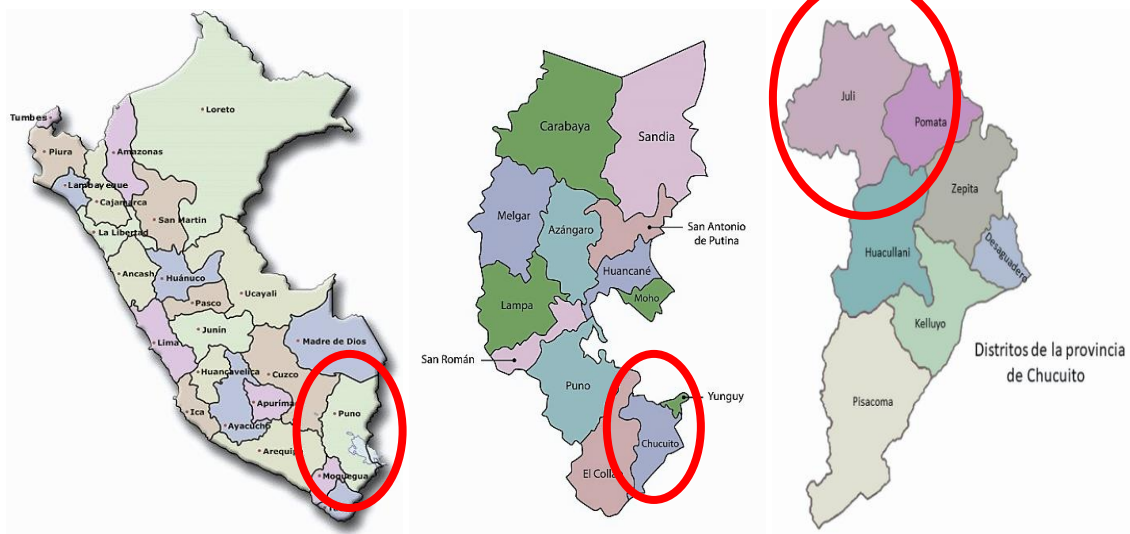 Loreto
Tumbes
Piura
Amazonas
Lambayeque
Cajamarca
San Martin
La Libertad
Ancash
Huánuco
Ucayali
Pasco
Junín
Lima
Madre de Dios
Huancavelica
Cuzco
Ica
Apurima
Puno
Ayacucho
Arequipa
Moquegua
Carabaya
Sandia
Melgar
Azángaro
San Antonio
de Putina
Huancané
Lampa
Moho
San Román
Puno
Yunguy
Chucuito
El Collao
Juli
Pomata
Zepita
Huacullani
Desaguadero
Kelluyo
Distritos de la provincia
de Chucuito
Pisacoma